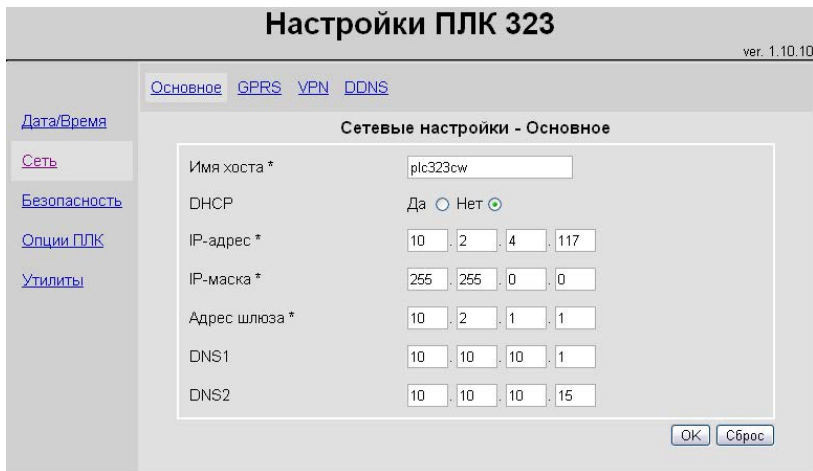 Настройки ПЛК 323
ver. 1.10.10
Основное GPRS VPN DDNS
Дата/Время
Сеть
Безопасность
Опции ПЛК
Утилиты
Сетевые настройки - Основное
Имя хоста * plc323cw
DHCP Да Нет
IP-адрес * 10 . 2 . 4 . 117
IP-маска * 255 . 255 . 0 . 0
Адрес шлюза * 10 . 2 . 1 . 1
DNS1 10 . 10 . 10 . 1
DNS2 10 . 10 . 10 . 15
OK Сброс